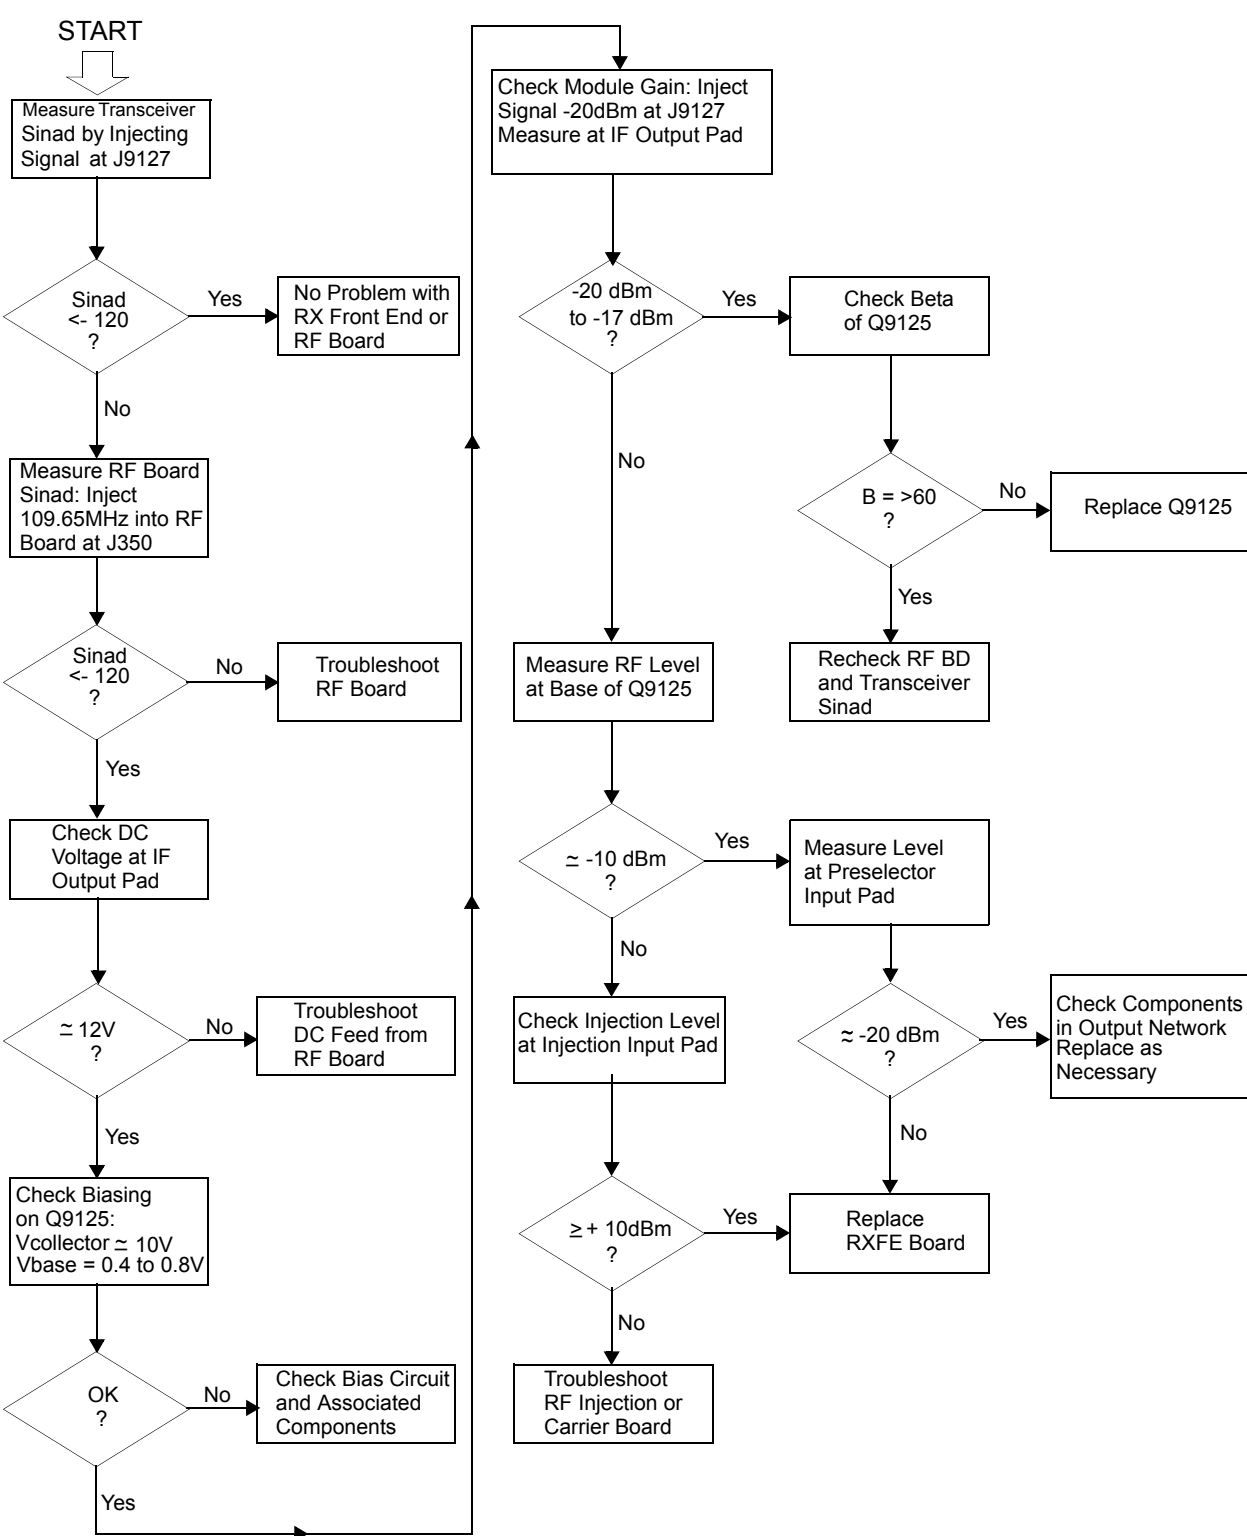 START
Measure Transceiver
Sinad by Injecting
Signal at J9127
Sinad
<- 120
?
Yes
No Problem with
RX Front End or
RF Board
No
Measure RF Board
Sinad: Inject
109.65MHz into RF
Board at J350
Sinad
<- 120
?
No
Troubleshoot
RF Board
Yes
Check DC
Voltage at IF
Output Pad
≃ 12V
?
No
Troubleshoot
DC Feed from
RF Board
Yes
Check Biasing
on Q9125:
Vcollector ≃ 10V
Vbase = 0.4 to 0.8V
OK
?
No
Check Bias Circuit
and Associated
Components
Yes
Check Module Gain: Inject
Signal -20dBm at J9127
Measure at IF Output Pad
-20 dBm
to -17 dBm
?
Yes
Check Beta
of Q9125
B = >60
?
No
Replace Q9125
Yes
Recheck RF BD
and Transceiver
Sinad
No
Measure RF Level
at Base of Q9125
≃ -10 dBm
?
Yes
Measure Level
at Preselector
Input Pad
≈ -20 dBm
?
Yes
Check Components
in Output Network
Replace as
Necessary
No
No
Check Injection Level
at Injection Input Pad
≥ + 10dBm
?
Yes
Replace
RXFE Board
No
Troubleshoot
RF Injection or
Carrier Board